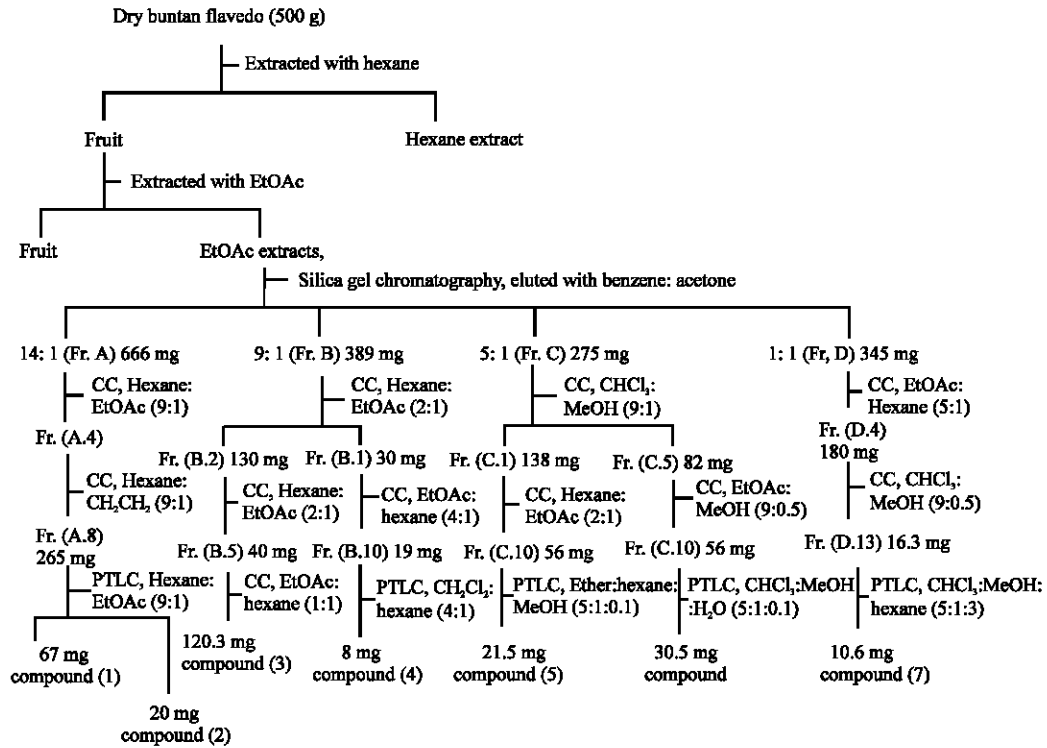 Dry buntan flavedo (500 g)
Extracted with hexane
Fruit
Hexane extract
Extracted with EtOAc
Fruit
EtOAc extracts,
Silica gel chromatography, eluted with benzene: acetone
14: 1 (Fr. A) 666 mg
9: 1 (Fr. B) 389 mg
5: 1 (Fr. C) 275 mg
1: 1 (Fr, D) 345 mg
CC, Hexane:
EtOAc (9:1)
CC, Hexane:
EtOAc (2:1)
CC, CHCl₃:
MeOH (9:1)
CC, EtOAc:
Hexane (5:1)
Fr. (A.4)
Fr. (B.2) 130 mg
Fr. (B.1) 30 mg
Fr. (C.1) 138 mg
Fr. (C.5) 82 mg
Fr. (D.4)
180 mg
CC, Hexane:
CH₂CH₂ (9:1)
CC, Hexane:
EtOAc (2:1)
CC, EtOAc:
hexane (4:1)
CC, Hexane:
EtOAc (2:1)
CC, EtOAc:
MeOH (9:0.5)
CC, CHCl₃:
MeOH (9:0.5)
Fr. (A.8)
265 mg
Fr. (B.5) 40 mg
Fr. (B.10) 19 mg
Fr. (C.10) 56 mg
Fr. (C.10) 56 mg
Fr. (D.13) 16.3 mg
PTLC, Hexane:
EtOAc (9:1)
CC, EtOAc:
hexane (1:1)
PTLC, CH₂Cl₂:
hexane (4:1)
PTLC, Ether:hexane:
MeOH (5:1:0.1)
PTLC, CHCl₃:MeOH
:H₂O (5:1:0.1)
PTLC, CHCl₃:MeOH:
hexane (5:1:3)
67 mg
compound (1)
120.3 mg
compound (3)
8 mg
compound (4)
21.5 mg
compound (5)
30.5 mg
compound
10.6 mg
compound (7)
20 mg
compound (2)